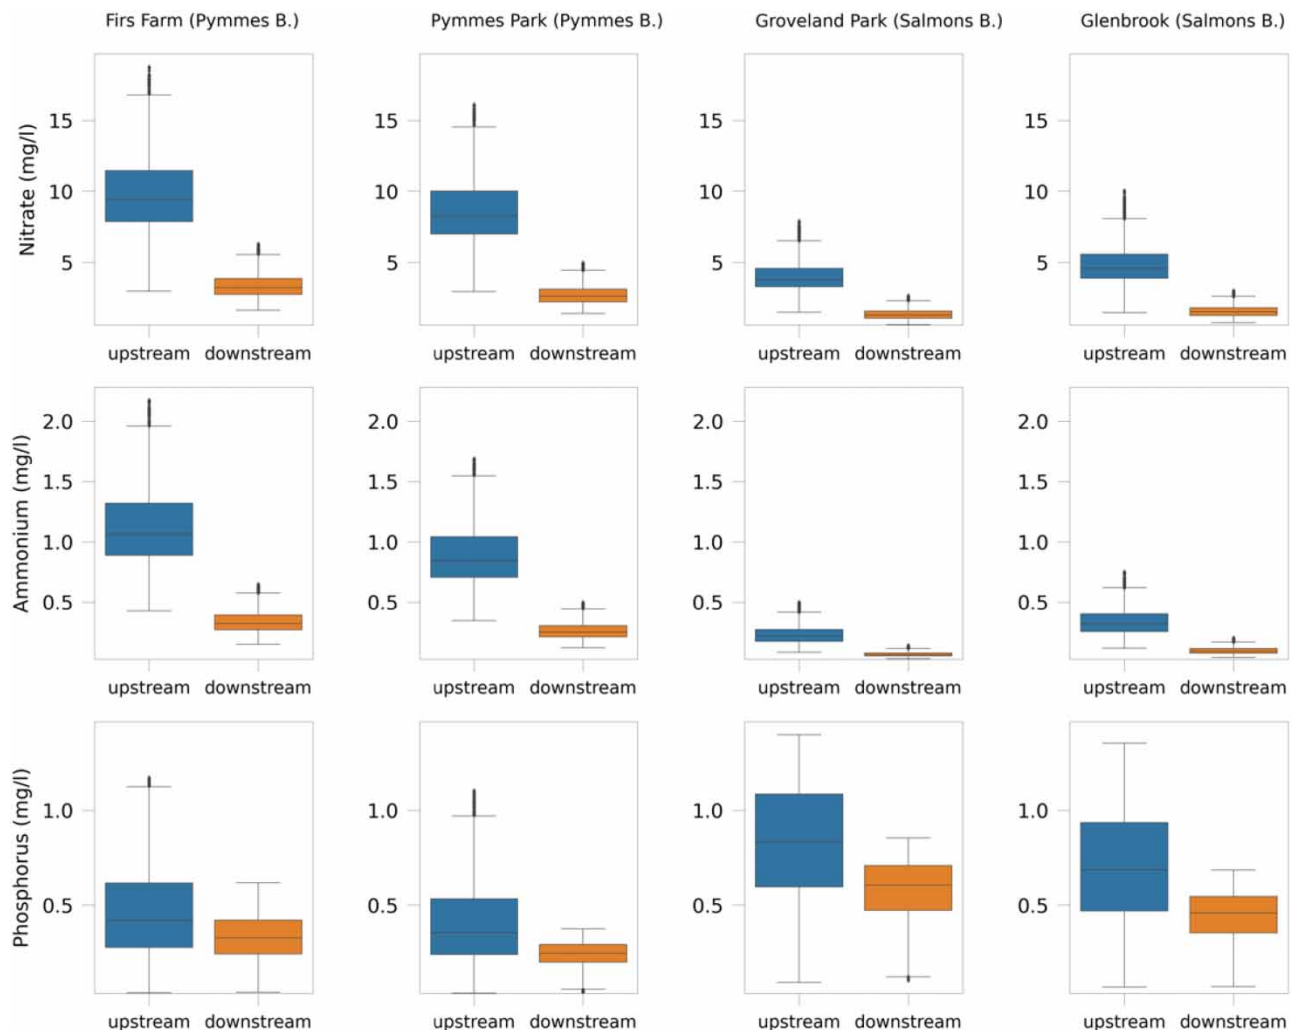 Firs Farm (Pymmes B.) Pymmes Park (Pymmes B.) Groveland Park (Salmons B.) Glenbrook (Salmons B.)
Nitrate (mg/l)
15 15 15 15
10 10 10 10
5 5 5 5
upstream downstream upstream downstream upstream downstream upstream downstream
Ammonium (mg/l)
2.0 2.0 2.0 2.0
1.5 1.5 1.5 1.5
1.0 1.0 1.0 1.0
0.5 0.5 0.5 0.5
upstream downstream upstream downstream upstream downstream upstream downstream
Phosphorus (mg/l)
1.0 1.0 1.0 1.0
0.5 0.5 0.5 0.5
upstream downstream upstream downstream upstream downstream upstream downstream